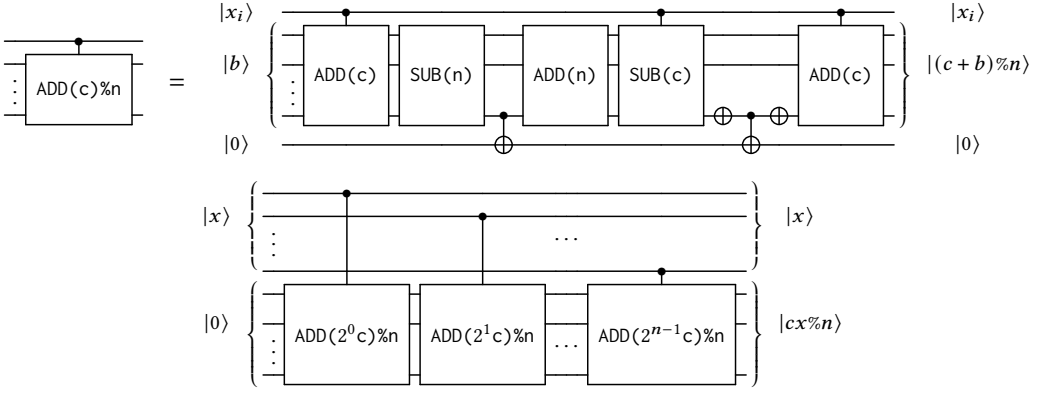 |x_i⟩ |x_i⟩
|b⟩ ADD(c) SUB(n) ADD(n) SUB(c) ADD(c) |(c + b)%n⟩
ADD(c)%n =
|0⟩ |0⟩
|x⟩ ... |x⟩
|0⟩ ADD(2^0c)%n ADD(2^1c)%n ... ADD(2^{n−1}c)%n |cx%n⟩